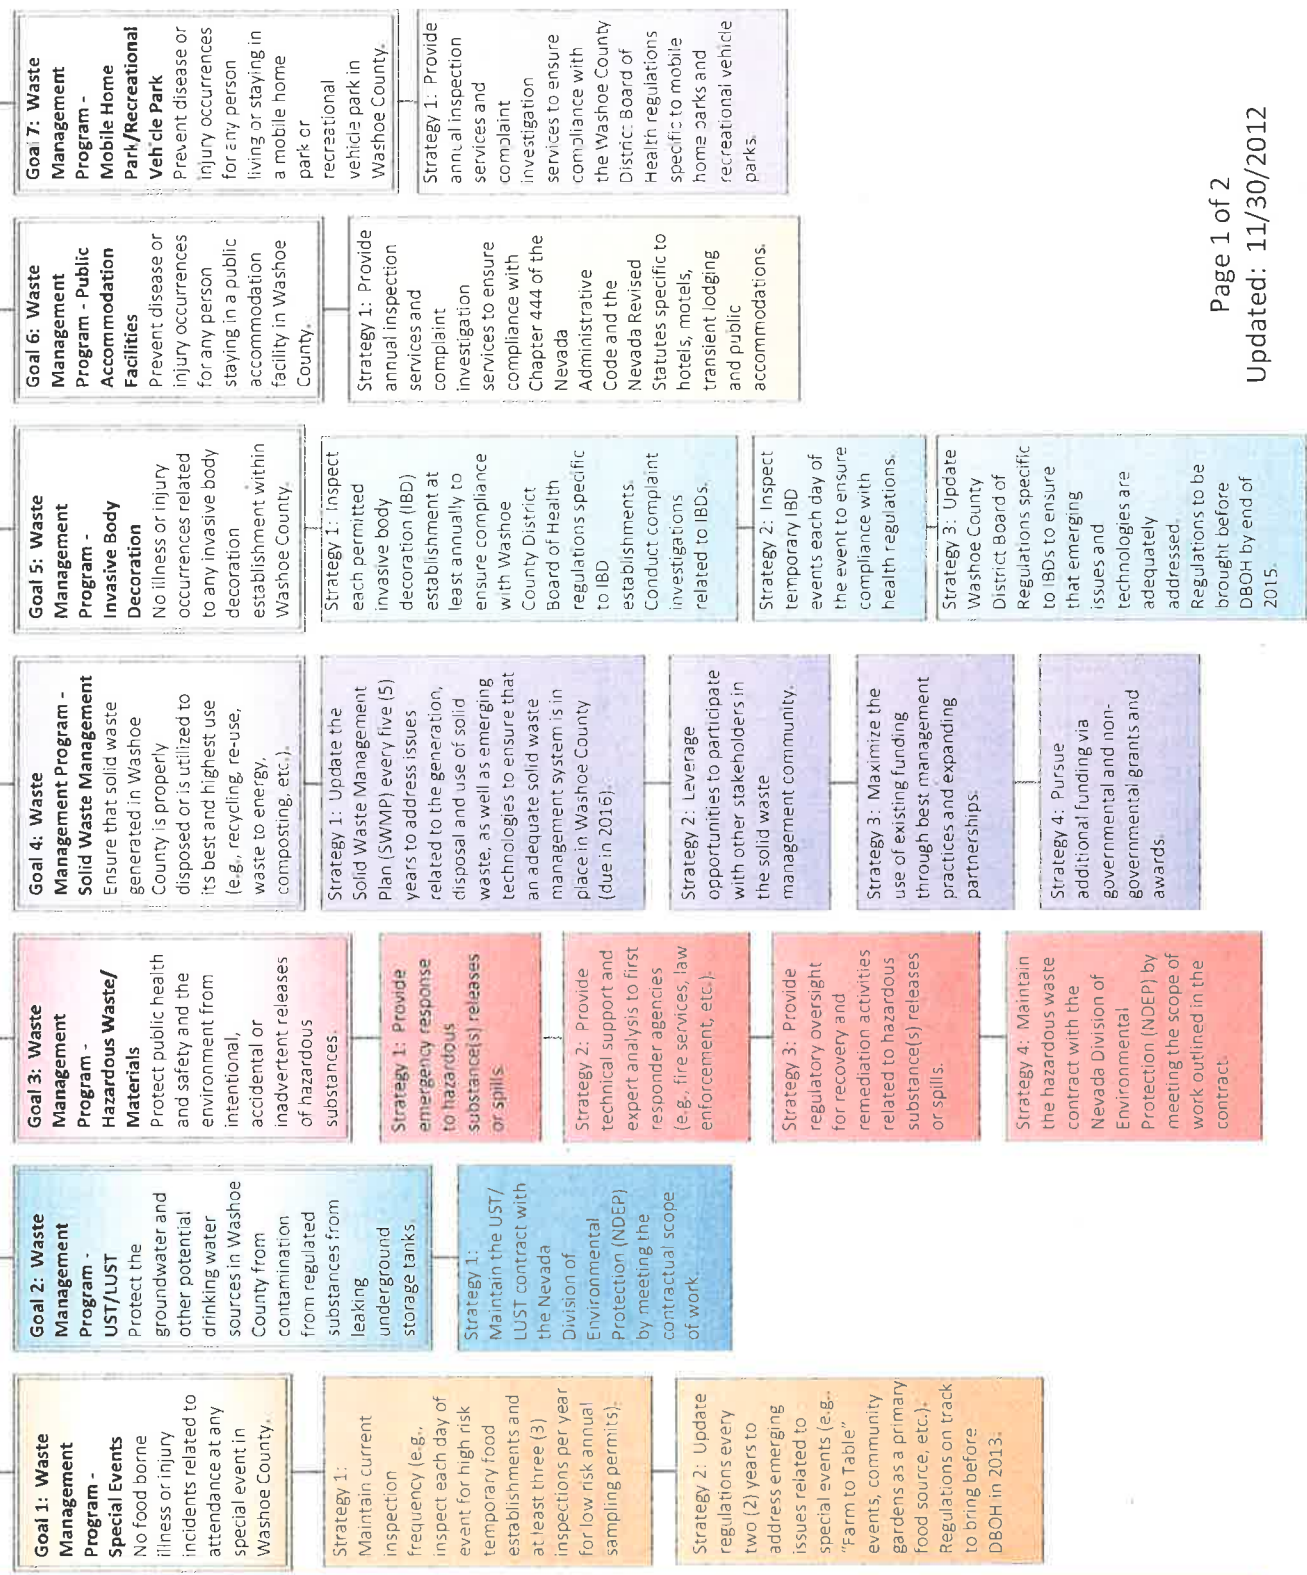 Goal 1: Waste
Management
Program -
Special Events
No food borne
illness or injury
incidents related to
attendance at any
special event in
Washoe County.
Strategy 1:
Maintain current
inspection
frequency (e.g.,
inspect each day of
event for high risk
temporary food
establishments and
at least three (3)
inspections per year
for low risk annual
sampling permits).
Strategy 2: Update
regulations every
two (2) years to
address emerging
issues related to
special events (e.g.,
"Farm to Table"
events, community
gardens as a primary
food source, etc.).
Regulations on track
to bring before
DBOH in 2013.
Goal 2: Waste
Management
Program -
UST/LUST
Protect the
groundwater and
other potential
drinking water
sources in Washoe
County from
contamination
from regulated
substances from
leaking
underground
storage tanks.
Strategy 1:
Maintain the UST/
LUST contract with
the Nevada
Division of
Environmental
Protection (NDEP)
by meeting the
contractual scope
of work.
Goal 3: Waste
Management
Program -
Hazardous Waste/
Materials
Protect public health
and safety and the
environment from
intentional,
accidental or
inadvertent releases
of hazardous
substances.
Strategy 1: Provide
emergency response
to hazardous
substance(s) releases
or spills.
Strategy 2: Provide
technical support and
expert analysis to first
responder agencies
(e.g., fire services, law
enforcement, etc.).
Strategy 3: Provide
regulatory oversight
for recovery and
remediation activities
related to hazardous
substance(s) releases
or spills.
Strategy 4: Maintain
the hazardous waste
contract with the
Nevada Division of
Environmental
Protection (NDEP) by
meeting the scope of
work outlined in the
contract.
Goal 4: Waste
Management Program -
Solid Waste Management
Ensure that solid waste
generated in Washoe
County is properly
disposed or is utilized to
its best and highest use
(e.g., recycling, re-use,
waste to energy,
composting, etc.).
Strategy 1: Update the
Solid Waste Management
Plan (SWMP) every five (5)
years to address issues
related to the generation,
disposal and use of solid
waste, as well as emerging
technologies to ensure that
an adequate solid waste
management system is in
place in Washoe County
(due in 2016).
Strategy 2: Leverage
opportunities to participate
with other stakeholders in
the solid waste
management community.
Strategy 3: Maximize the
use of existing funding
through best management
practices and expanding
partnerships.
Strategy 4: Pursue
additional funding via
governmental and non-
governmental grants and
awards.
Goal 5: Waste
Management
Program -
Invasive Body
Decoration
No illness or injury
occurrences related
to any invasive body
decoration
establishment within
Washoe County.
Strategy 1: Inspect
each permitted
invasive body
decoration (IBD)
establishment at
least annually to
ensure compliance
with Washoe
County District
Board of Health
regulations specific
to IBD
establishments.
Conduct complaint
investigations
related to IBDs.
Strategy 2: Inspect
temporary IBD
events each day of
the event to ensure
compliance with
health regulations.
Strategy 3: Update
Washoe County
District Board of
Regulations specific
to IBDs to ensure
that emerging
issues and
technologies are
adequately
addressed.
Regulations to be
brought before
DBOH by end of
2015.
Goal 6: Waste
Management
Program - Public
Accommodation
Facilities
Prevent disease or
injury occurrences
for any person
staying in a public
accommodation
facility in Washoe
County.
Strategy 1: Provide
annual inspection
services and
complaint
investigation
services to ensure
compliance with
Chapter 444 of the
Nevada
Administrative
Code and the
Nevada Revised
Statutes specific to
hotels, motels,
transient lodging
and public
accommodations.
Goal 7: Waste
Management
Program -
Mobile Home
Park/Recreational
Vehicle Park
Prevent disease or
injury occurrences
for any person
living or staying in
a mobile home
park or
recreational
vehicle park in
Washoe County.
Strategy 1: Provide
annual inspection
services and
complaint
investigation
services to ensure
compliance with
the Washoe County
District Board of
Health regulations
specific to mobile
home parks and
recreational vehicle
parks.
Page 1 of 2
Updated: 11/30/2012